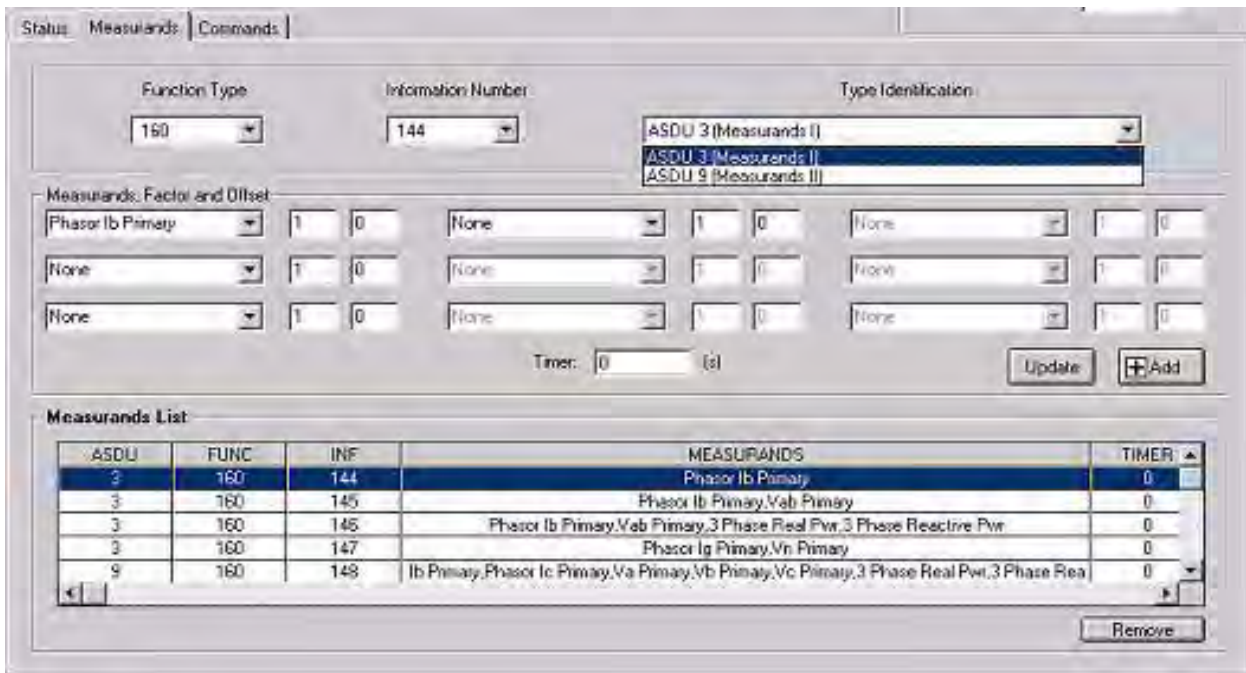 Status Measurands Commands
Function Type Information Number Type Identification
160 144 ASDU 3 (Measurands I)
ASDU 3 (Measurands I)
ASDU 9 (Measurands II)
Measurands, Factor and Offset
Phasor Ib Primary 1 0 None 1 0 None 1 0
None 1 0 None 1 0 None 1 0
None 1 0 None 1 0 None 1 0
Timer: 0 (s) Update Add
Measurands List
ASDU FUNC INF MEASURANDS TIMER
3 160 144 Phasor Ib Primary 0
3 160 145 Phasor Ib Primary,Vab Primary 0
3 160 146 Phasor Ib Primary,Vab Primary,3 Phase Real Pwr,3 Phase Reactive Pwr 0
3 160 147 Phasor Ig Primary,Vn Primary 0
9 160 148 Ib Primary,Phasor Ic Primary,Va Primary,Vb Primary,Vc Primary,3 Phase Real Pwr,3 Phase Rea 0
Remove